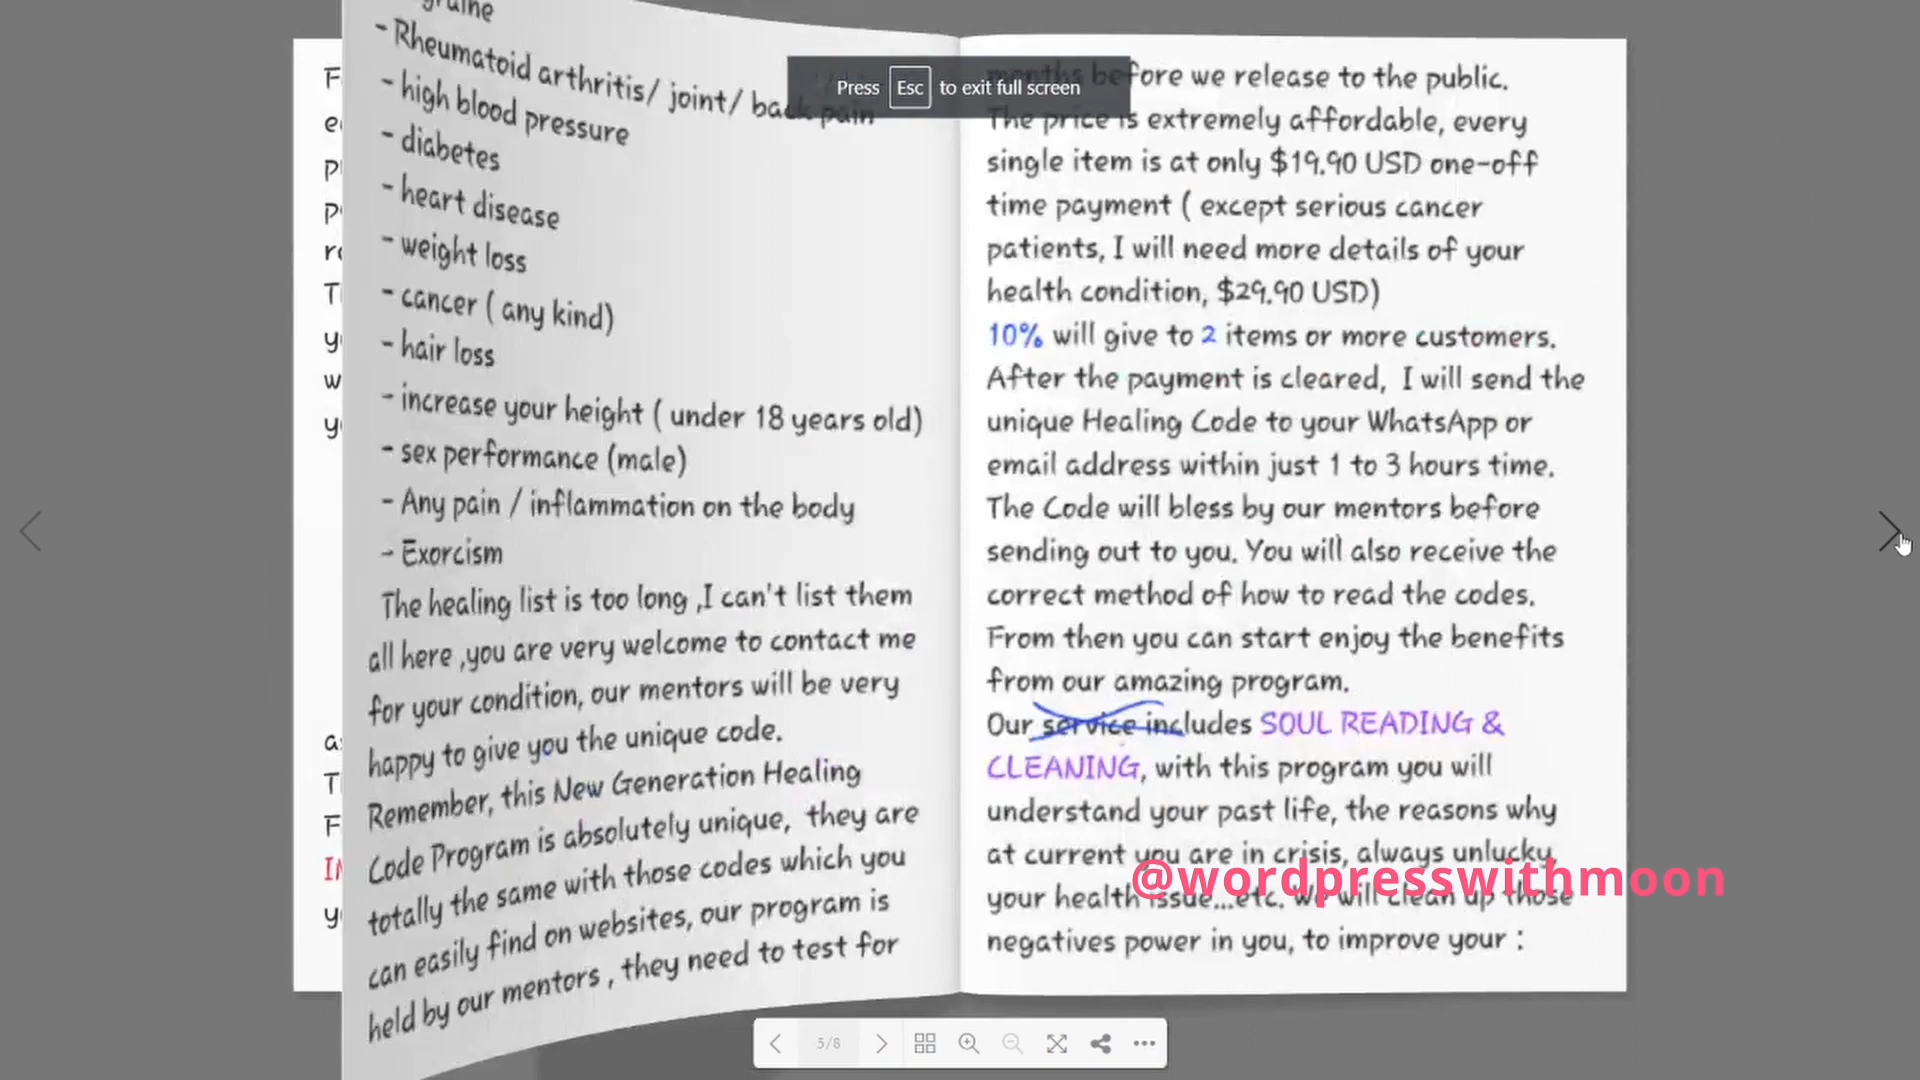 - Rheumatoid arthritis/ joint/ back pain
- high blood pressure
- diabetes
- heart disease
- weight loss
- cancer ( any kind)
- hair loss
- increase your height ( under 18 years old)
- sex performance (male)
- Any pain / inflammation on the body
- Exorcism
The healing list is too long ,I can't list them
all here ,you are very welcome to contact me
for your condition, our mentors will be very
happy to give you the unique code.
Remember, this New Generation Healing
Code Program is absolutely unique, they are
totally the same with those codes which you
can easily find on websites, our program is
held by our mentors , they need to test for
Press Esc to exit full screen
months before we release to the public.
The price is extremely affordable, every
single item is at only $19.90 USD one-off
time payment ( except serious cancer
patients, I will need more details of your
health condition, $29.90 USD)
10% will give to 2 items or more customers.
After the payment is cleared, I will send the
unique Healing Code to your WhatsApp or
email address within just 1 to 3 hours time.
The Code will bless by our mentors before
sending out to you. You will also receive the
correct method of how to read the codes.
From then you can start enjoy the benefits
from our amazing program.
Our service includes SOUL READING &
CLEANING, with this program you will
understand your past life, the reasons why
at current you are in crisis, always unlucky,
your health issue...etc. We will clean up those
negatives power in you, to improve your :
@wordpresswithmoon
5/8